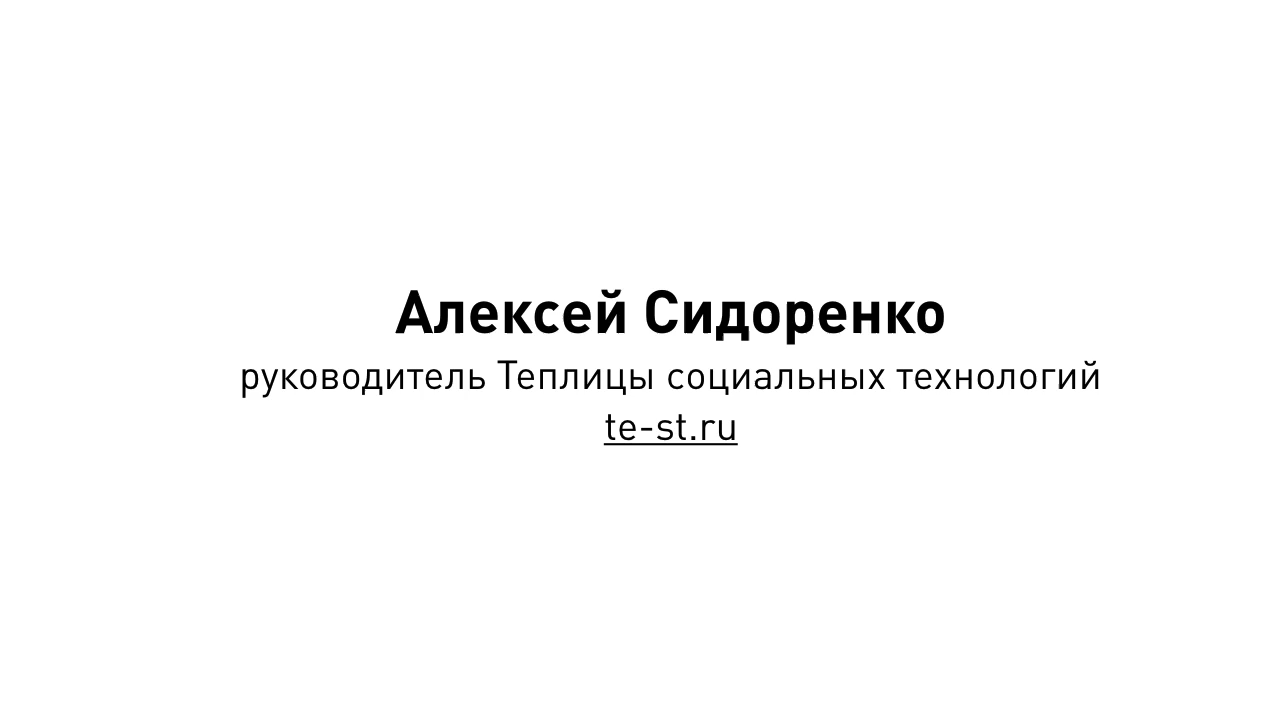 Алексей Сидоренко
руководитель Теплицы социальных технологий
te-st.ru